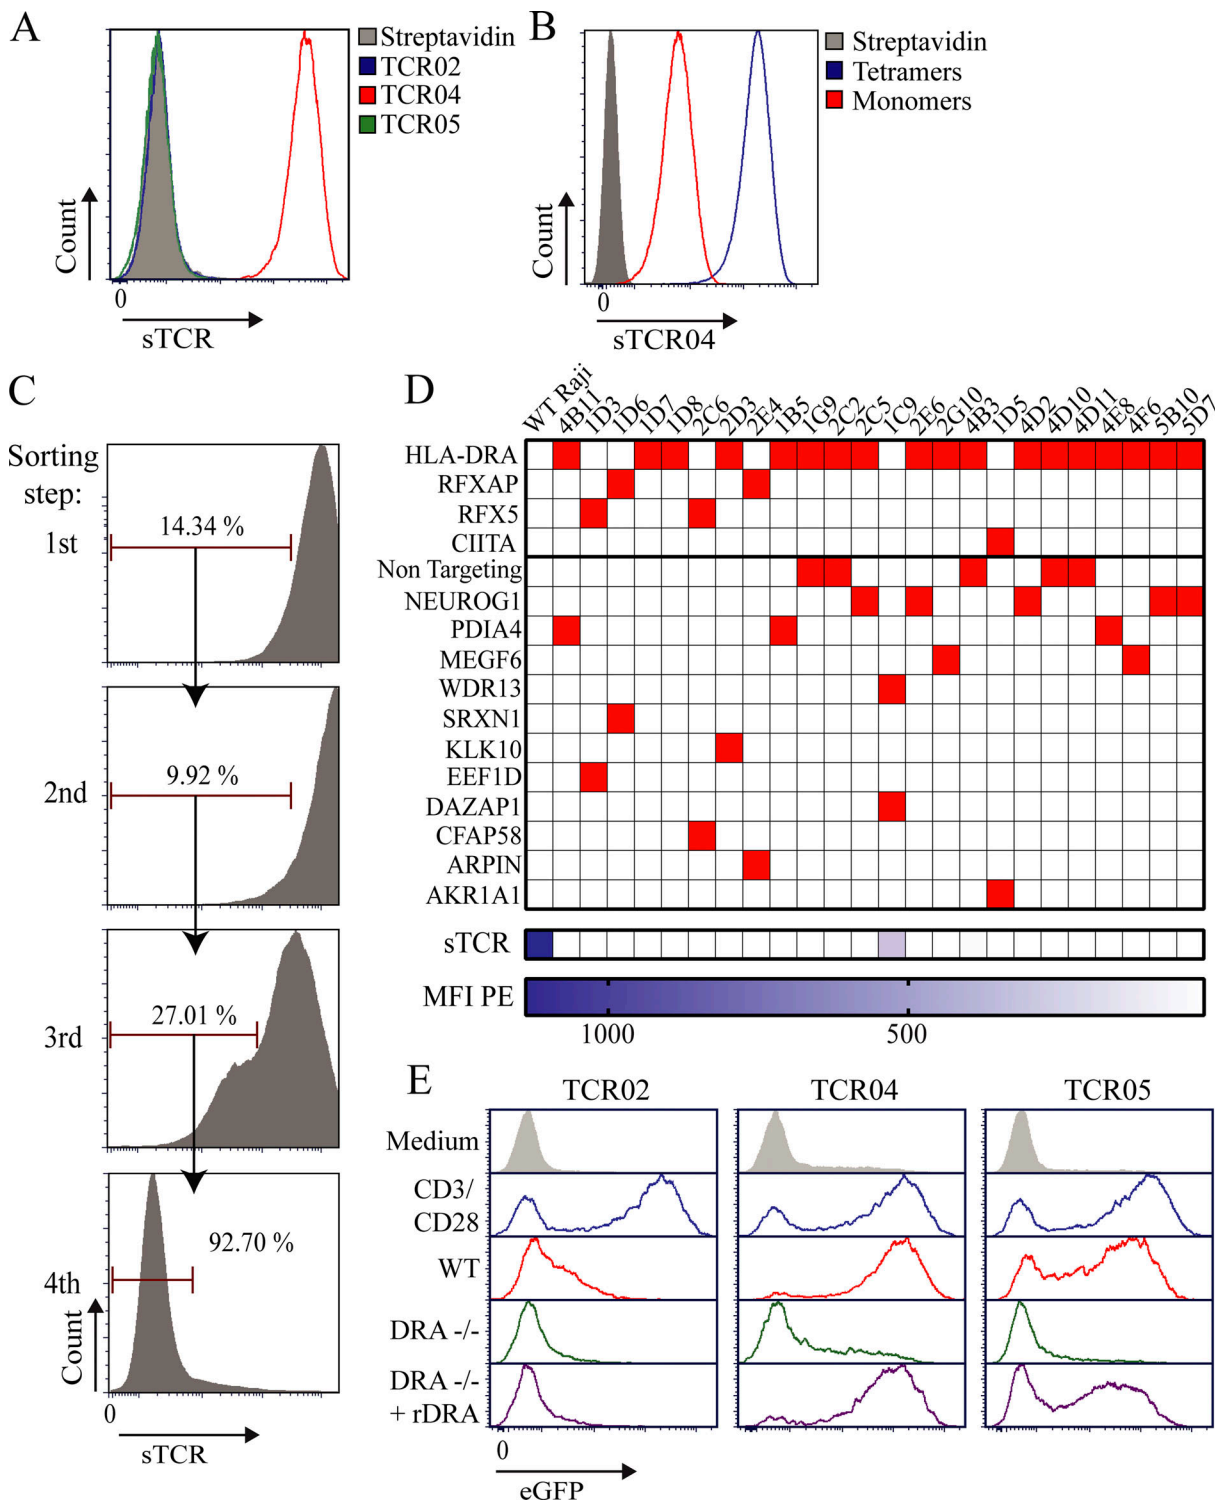 A
Streptavidin
TCR02
TCR04
TCR05
Count
0
sTCR
B
Streptavidin
Tetramers
Monomers
Count
0
sTCR04
C
Sorting
step:
1st
14.34 %
2nd
9.92 %
3rd
27.01 %
4th
92.70 %
Count
0
sTCR
D
WT Raji
4B11
1D3
1D6
1D7
1D8
2C6
2D3
2E4
1B5
1G9
2C2
2C5
1C9
2E6
2G10
4B3
1D5
4D2
4D10
4D11
4E8
4F6
5B10
5D7
HLA-DRA
RFXAP
RFX5
CIITA
Non Targeting
NEUROG1
PDIA4
MEGF6
WDR13
SRXN1
KLK10
EEF1D
DAZAP1
CFAP58
ARPIN
AKR1A1
sTCR
MFI PE
1000
500
E
TCR02
TCR04
TCR05
Medium
CD3/
CD28
WT
DRA -/-
DRA -/-
+ rDRA
0
eGFP